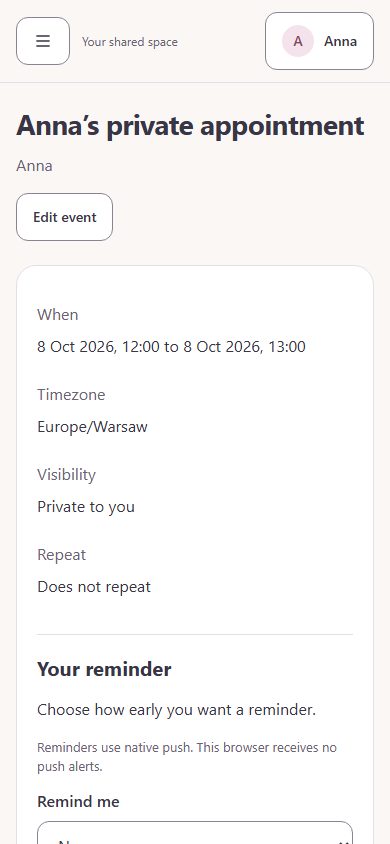 Your shared space
A
Anna
Anna’s private appointment
Anna
Edit event
When
8 Oct 2026, 12:00 to 8 Oct 2026, 13:00
Timezone
Europe/Warsaw
Visibility
Private to you
Repeat
Does not repeat
Your reminder
Choose how early you want a reminder.
Reminders use native push. This browser receives no
push alerts.
Remind me